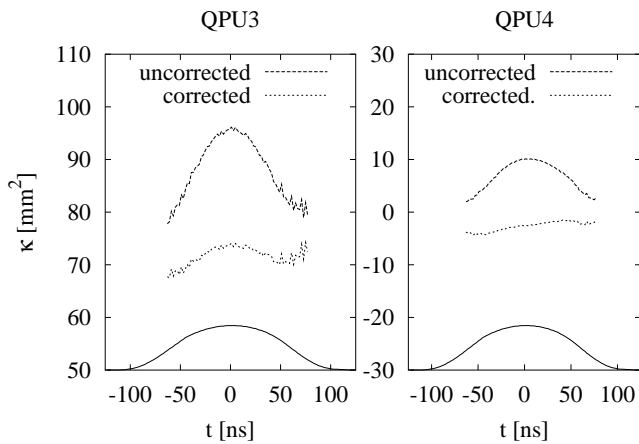 QPU3
QPU4
110
100
90
80
70
60
50
30
20
10
0
-10
-20
-30
uncorrected
corrected
uncorrected
corrected.
κ [mm²]
-100 -50 0 50 100
-100 -50 0 50 100
t [ns]
t [ns]